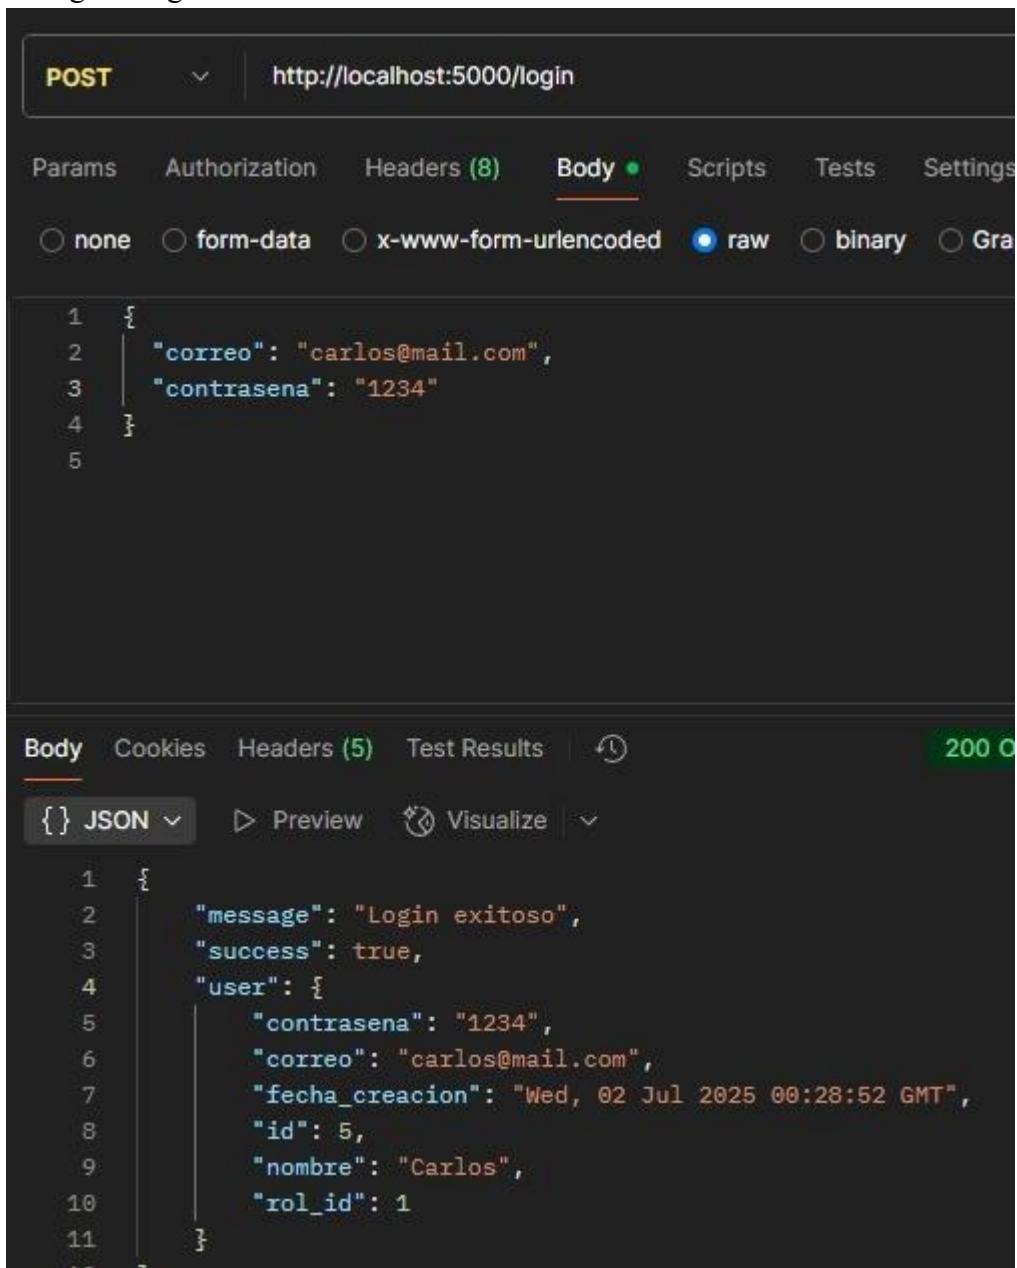 POST http://localhost:5000/login
Params Authorization Headers (8) Body Scripts Tests Settings
none form-data x-www-form-urlencoded raw binary Gra
1 {
2 "correo": "carlos@mail.com",
3 "contrasena": "1234"
4 }
5
Body Cookies Headers (5) Test Results 200 O
{} JSON Preview Visualize
1 {
2 "message": "Login exitoso",
3 "success": true,
4 "user": {
5 "contrasena": "1234",
6 "correo": "carlos@mail.com",
7 "fecha_creacion": "Wed, 02 Jul 2025 00:28:52 GMT",
8 "id": 5,
9 "nombre": "Carlos",
10 "rol_id": 1
11 }